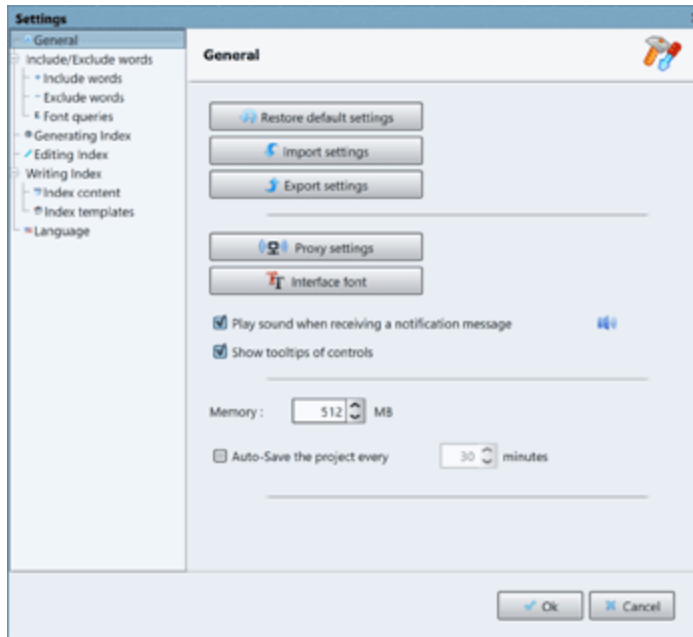 Settings
General
Include/Exclude words
Include words
Exclude words
Font queries
Generating Index
Editing Index
Writing Index
Index content
Index templates
Language
General
Restore default settings
Import settings
Export settings
Proxy settings
Interface font
Play sound when receiving a notification message
Show tooltips of controls
Memory : 512 MB
Auto-Save the project every 30 minutes
Ok Cancel